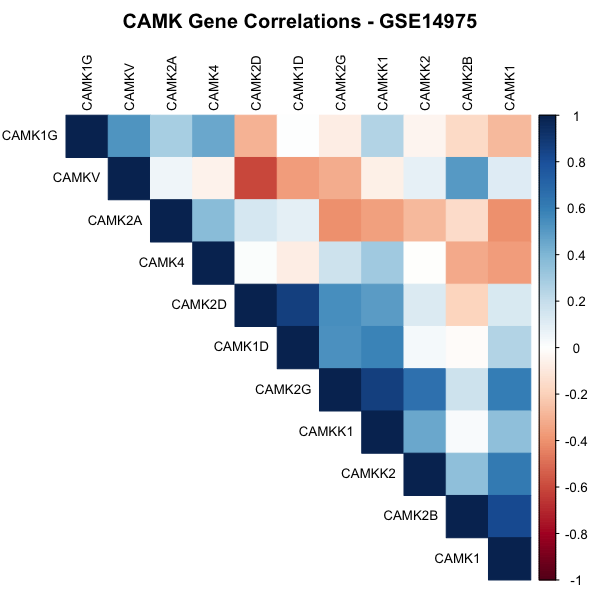 CAMK Gene Correlations - GSE14975
CAMK1G
CAMKV
CAMK2A
CAMK4
CAMK2D
CAMK1D
CAMK2G
CAMKK1
CAMKK2
CAMK2B
CAMK1
CAMK1G
CAMKV
CAMK2A
CAMK4
CAMK2D
CAMK1D
CAMK2G
CAMKK1
CAMKK2
CAMK2B
CAMK1
1
0.8
0.6
0.4
0.2
0
-0.2
-0.4
-0.6
-0.8
-1